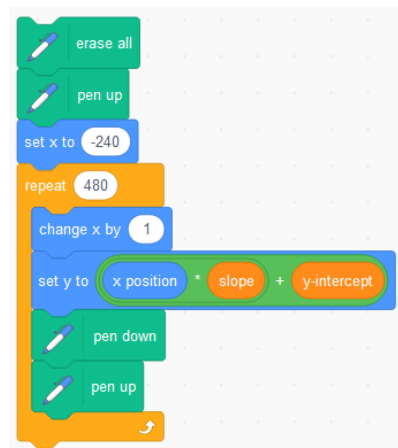 erase all
pen up
set x to -240
repeat 480
change x by 1
set y to x position * slope + y-intercept
pen down
pen up